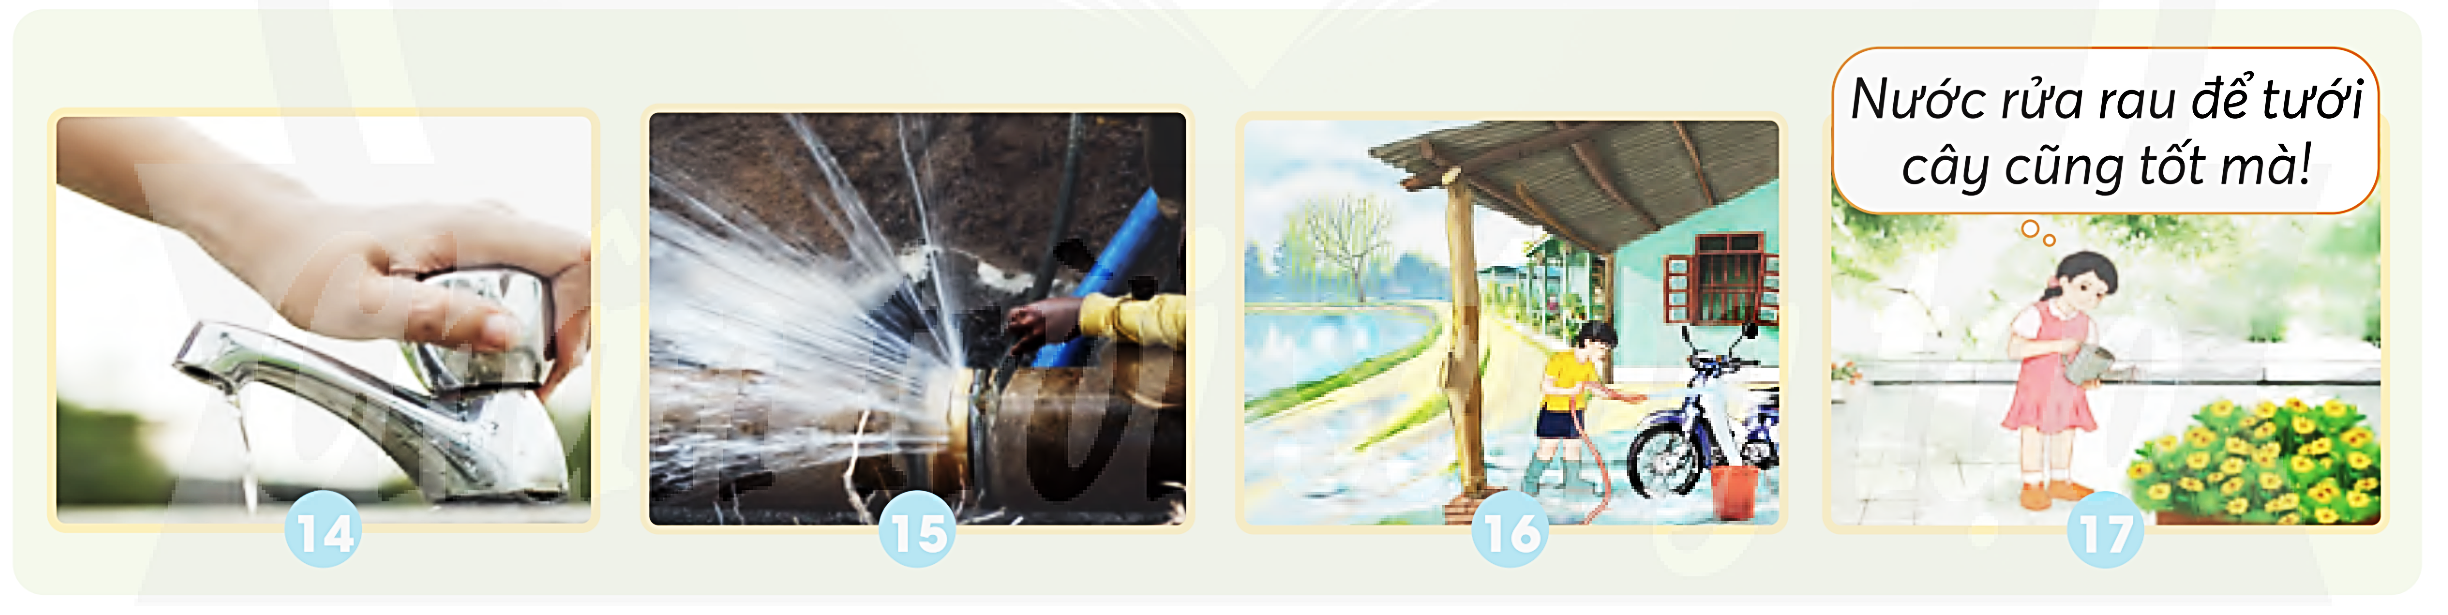 Nước rửa rau để tưới
cây cũng tốt mà!
14
15
16
17